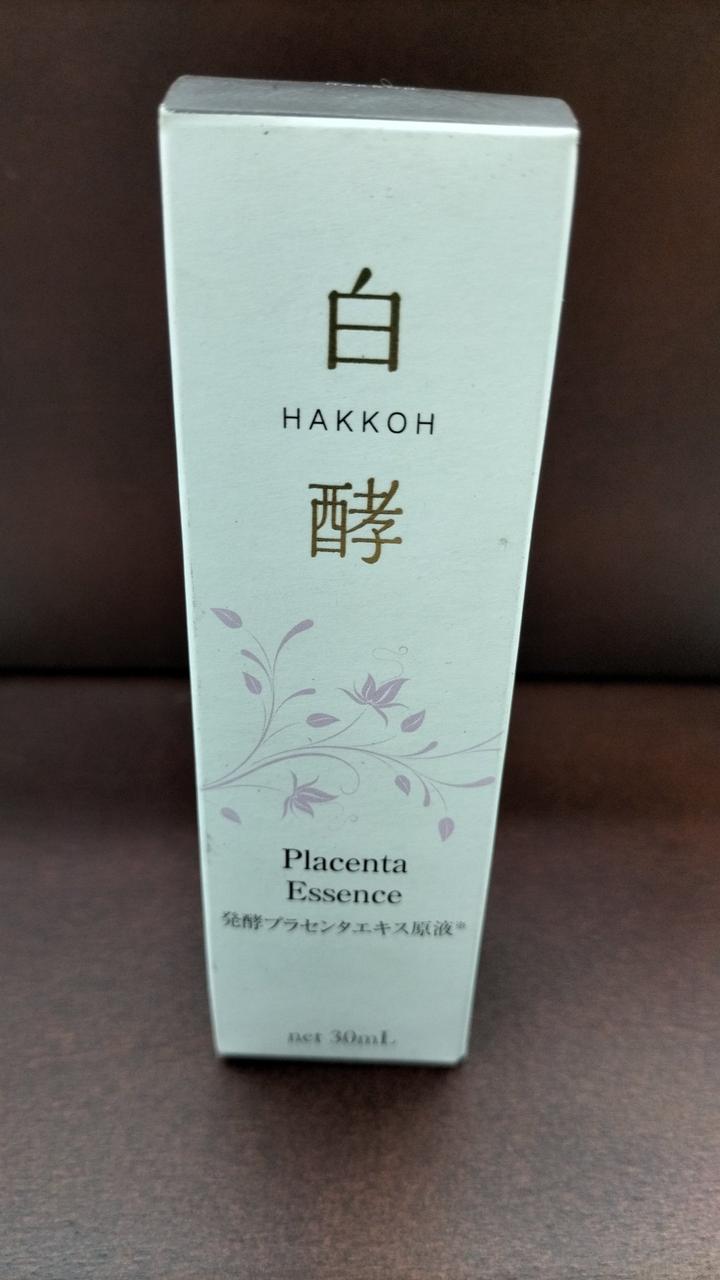 白
HAKKOH
酵
Placenta
Essence
発酵プラセンタエキス原液※
net 30mL